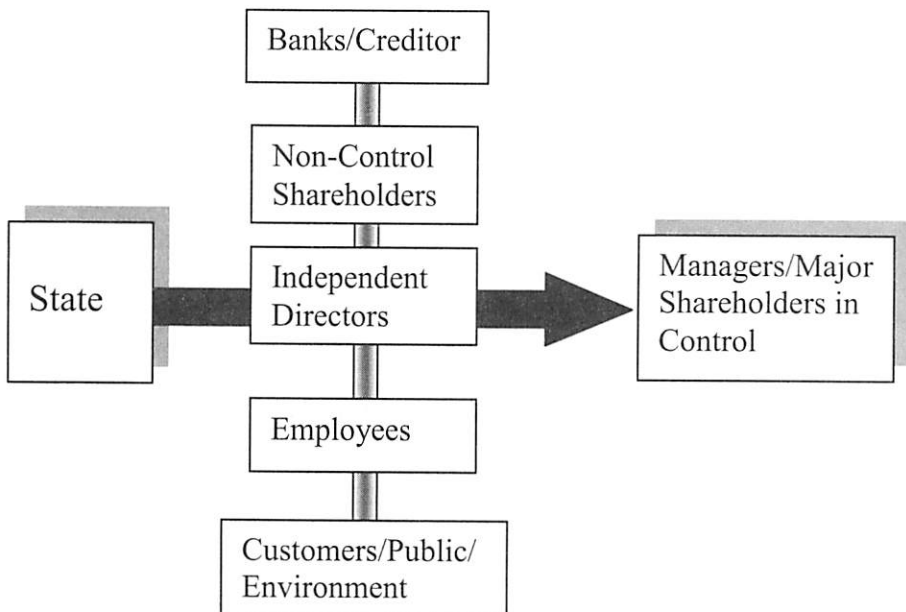 Banks/Creditor
Non-Control
Shareholders
State
Independent
Directors
Managers/Major
Shareholders in
Control
Employees
Customers/Public/
Environment